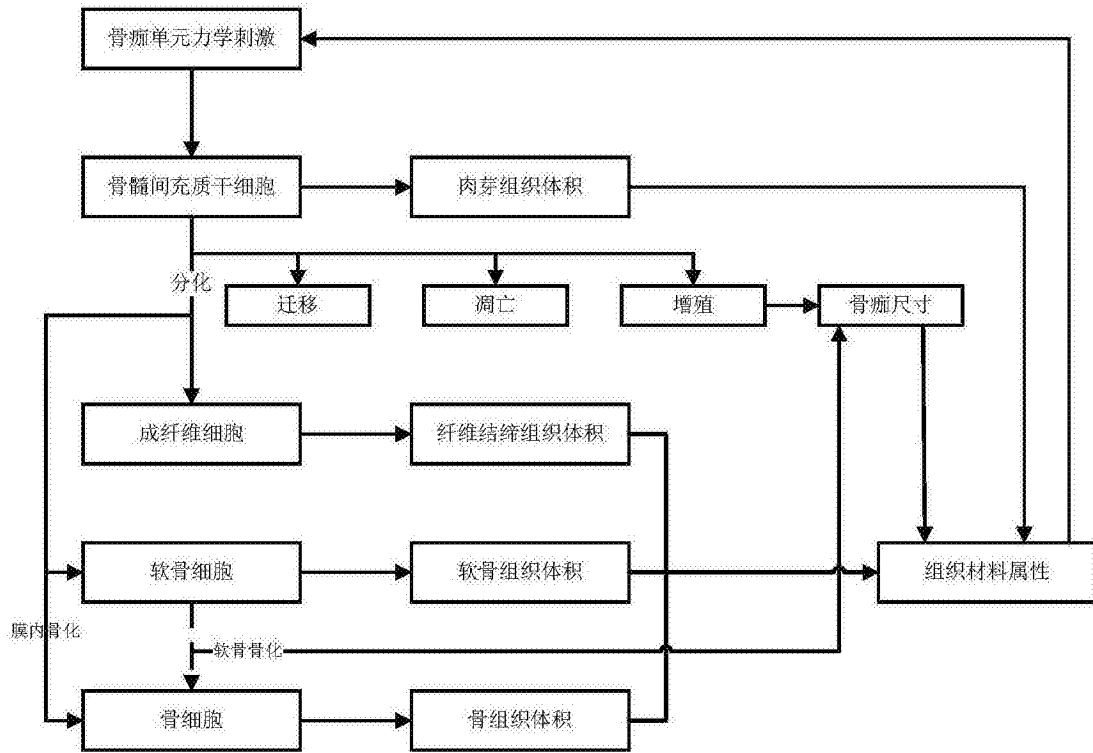 骨痂单元力学刺激
骨髓间充质干细胞
肉芽组织体积
分化
迁移
凋亡
增殖
骨痂尺寸
成纤维细胞
纤维结缔组织体积
软骨细胞
软骨组织体积
组织材料属性
膜内骨化
软骨骨化
骨细胞
骨组织体积